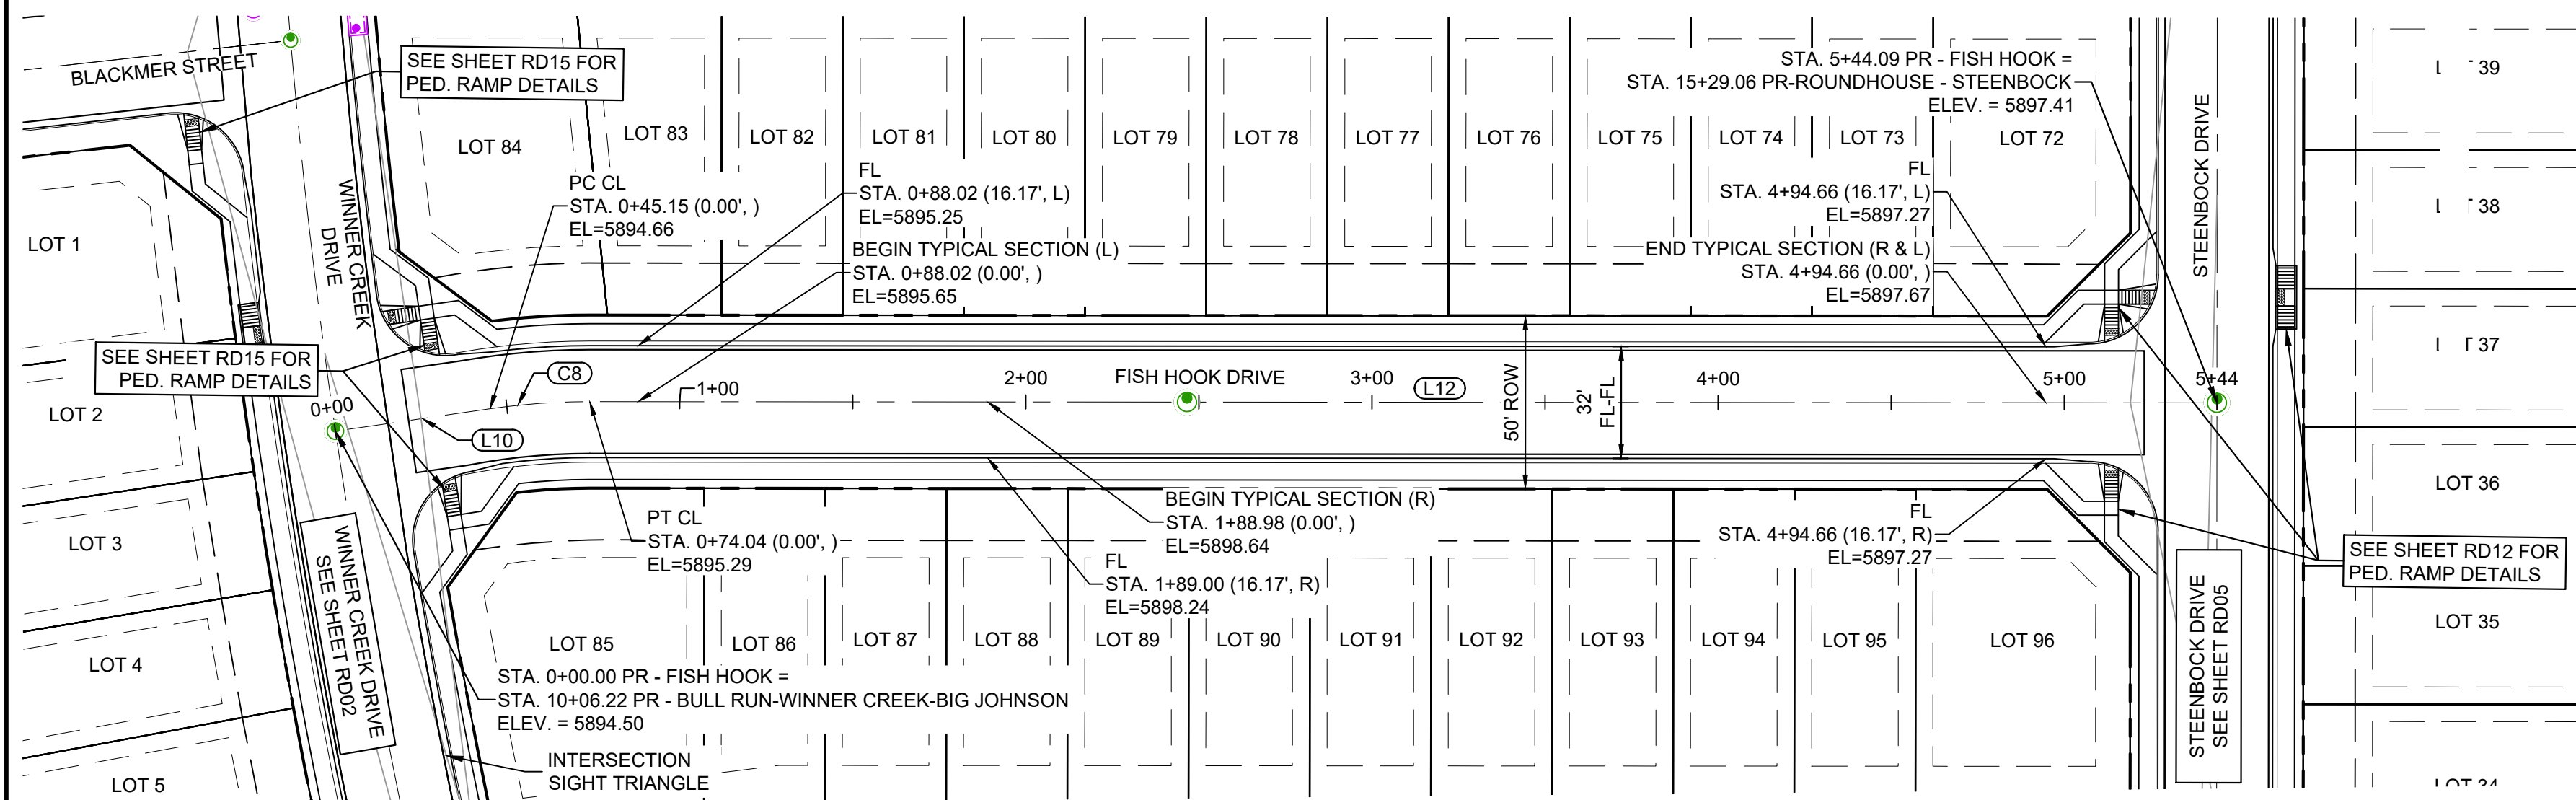 BLACKMER STREET
SEE SHEET RD15 FOR
PED. RAMP DETAILS
LOT 84
LOT 83
LOT 82
LOT 81
LOT 80
LOT 79
LOT 78
LOT 77
LOT 76
LOT 75
LOT 74
LOT 73
LOT 72
STA. 5+44.09 PR - FISH HOOK =
STA. 15+29.06 PR-ROUNDHOUSE - STEENBOCK
ELEV. = 5897.41
STEENBOCK DRIVE
39
38
37
LOT 36
LOT 35
LOT 34
LOT 1
WINNER CREEK
DRIVE
PC CL
STA. 0+45.15 (0.00', )
EL=5894.66
FL
STA. 0+88.02 (16.17', L)
EL=5895.25
BEGIN TYPICAL SECTION (L)
STA. 0+88.02 (0.00', )
EL=5895.65
FL
STA. 4+94.66 (16.17', L)
EL=5897.27
END TYPICAL SECTION (R & L)
STA. 4+94.66 (0.00', )
EL=5897.67
SEE SHEET RD15 FOR
PED. RAMP DETAILS
LOT 2
0+00
C8
L10
1+00
2+00
FISH HOOK DRIVE
3+00
L12
50' ROW
32'
FL-FL
4+00
5+00
5+44
LOT 3
LOT 4
LOT 5
WINNER CREEK DRIVE
SEE SHEET RD02
PT CL
STA. 0+74.04 (0.00', )
EL=5895.29
BEGIN TYPICAL SECTION (R)
STA. 1+88.98 (0.00', )
EL=5898.64
FL
STA. 1+89.00 (16.17', R)
EL=5898.24
FL
STA. 4+94.66 (16.17', R)
EL=5897.27
SEE SHEET RD12 FOR
PED. RAMP DETAILS
STEENBOCK DRIVE
SEE SHEET RD05
LOT 85
LOT 86
LOT 87
LOT 88
LOT 89
LOT 90
LOT 91
LOT 92
LOT 93
LOT 94
LOT 95
LOT 96
STA. 0+00.00 PR - FISH HOOK =
STA. 10+06.22 PR - BULL RUN-WINNER CREEK-BIG JOHNSON
ELEV. = 5894.50
INTERSECTION
SIGHT TRIANGLE